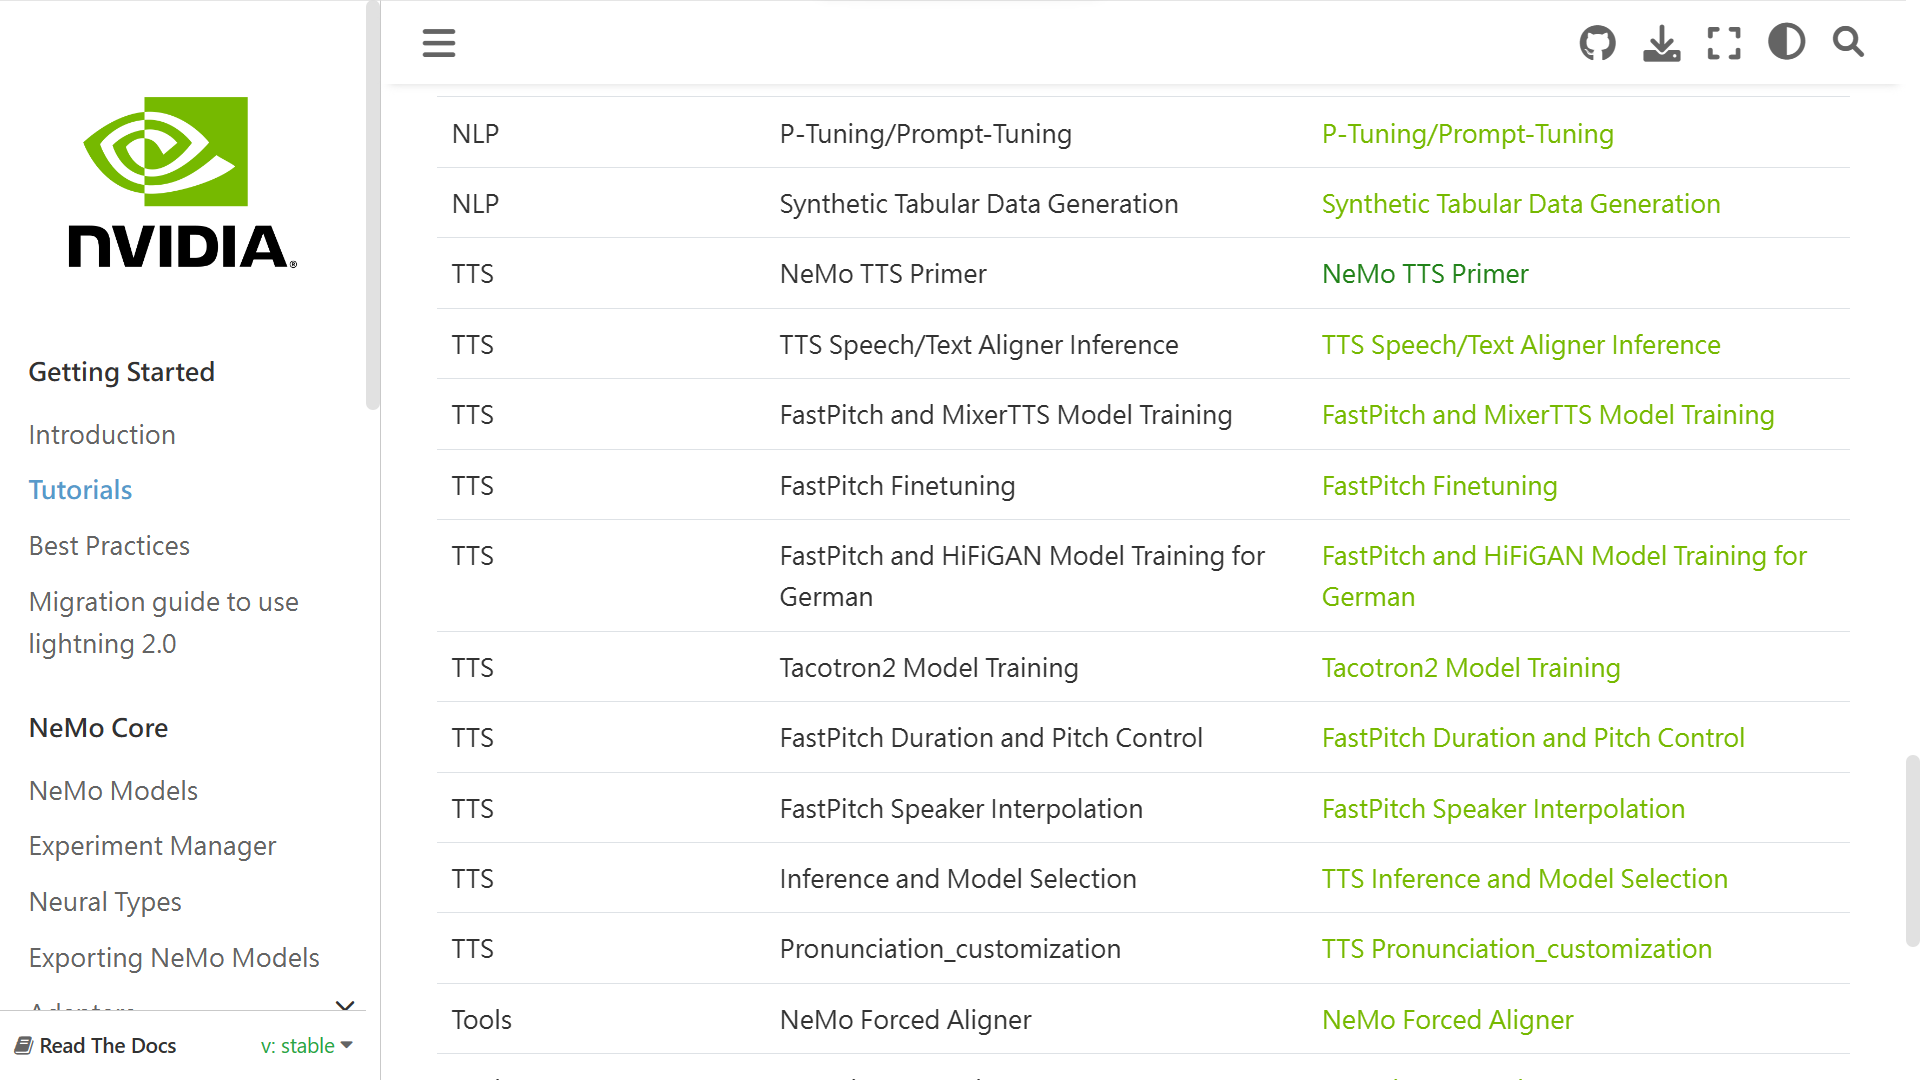 NVIDIA®
Getting Started
Introduction
Tutorials
Best Practices
Migration guide to use
lightning 2.0
NeMo Core
NeMo Models
Experiment Manager
Neural Types
Exporting NeMo Models
Adapters
Read The Docs v: stable
NLP P-Tuning/Prompt-Tuning P-Tuning/Prompt-Tuning
NLP Synthetic Tabular Data Generation Synthetic Tabular Data Generation
TTS NeMo TTS Primer NeMo TTS Primer
TTS TTS Speech/Text Aligner Inference TTS Speech/Text Aligner Inference
TTS FastPitch and MixerTTS Model Training FastPitch and MixerTTS Model Training
TTS FastPitch Finetuning FastPitch Finetuning
TTS FastPitch and HiFiGAN Model Training for FastPitch and HiFiGAN Model Training for
German German
TTS Tacotron2 Model Training Tacotron2 Model Training
TTS FastPitch Duration and Pitch Control FastPitch Duration and Pitch Control
TTS FastPitch Speaker Interpolation FastPitch Speaker Interpolation
TTS Inference and Model Selection TTS Inference and Model Selection
TTS Pronunciation_customization TTS Pronunciation_customization
Tools NeMo Forced Aligner NeMo Forced Aligner